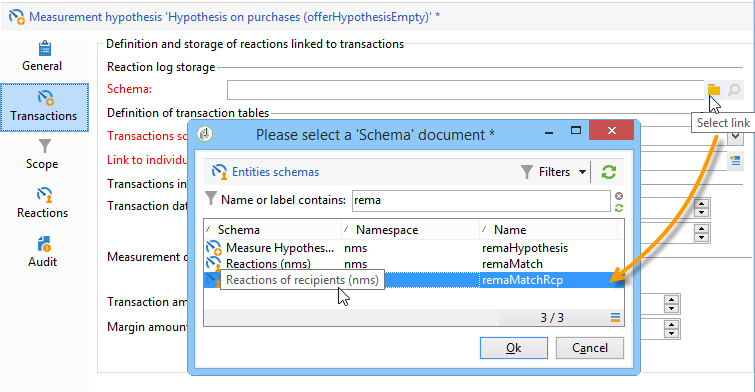 Measurement hypothesis 'Hypothesis on purchases (offerHypothesisEmpty)' *
General
Transactions
Scope
Reactions
Audit
Definition and storage of reactions linked to transactions
Reaction log storage
Schema:
Select link
Definition of transaction tables
Transactions sc
Link to individu
Transactions in
Transaction dat
Measurement o
Transaction am
Margin amount
Please select a 'Schema' document *
Entities schemas
Filters
Name or label contains: rema
Schema Namespace Name
Measure Hypothes... nms remaHypothesis
Reactions (nms) nms remaMatch
Reactions of recipients (nms) remaMatchRcp
3 / 3
Ok Cancel